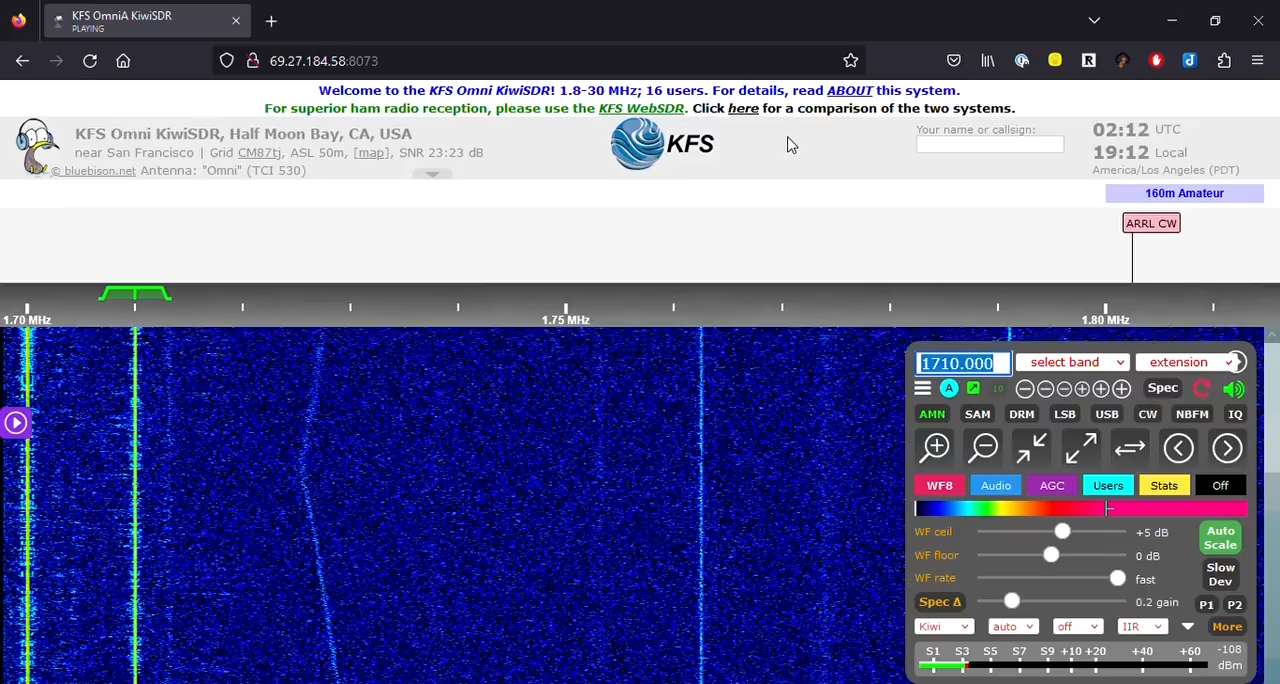 KFS OmniA KiwiSDR
PLAYING
69.27.184.58:8073
Welcome to the KFS Omni KiwiSDR! 1.8-30 MHz; 16 users. For details, read ABOUT this system.
For superior ham radio reception, please use the KFS WebSDR. Click here for a comparison of the two systems.
KFS Omni KiwiSDR, Half Moon Bay, CA, USA
near San Francisco | Grid CM87tj, ASL 50m, [map], SNR 23:23 dB
© bluebison.net Antenna: "Omni" (TCI 530)
KFS
Your name or callsign:
02:12 UTC
19:12 Local
America/Los Angeles (PDT)
160m Amateur
ARRL CW
1.70 MHz 1.75 MHz 1.80 MHz
1710.000 select band extension
A 10 Spec
AMN SAM DRM LSB USB CW NBFM IQ
WF8 Audio AGC Users Stats Off
WF ceil +5 dB
Auto Scale
WF floor 0 dB
WF rate fast
Slow Dev
Spec Δ 0.2 gain P1 P2
Kiwi auto off IIR More
S1 S3 S5 S7 S9 +10 +20 +40 +60 -108
dBm